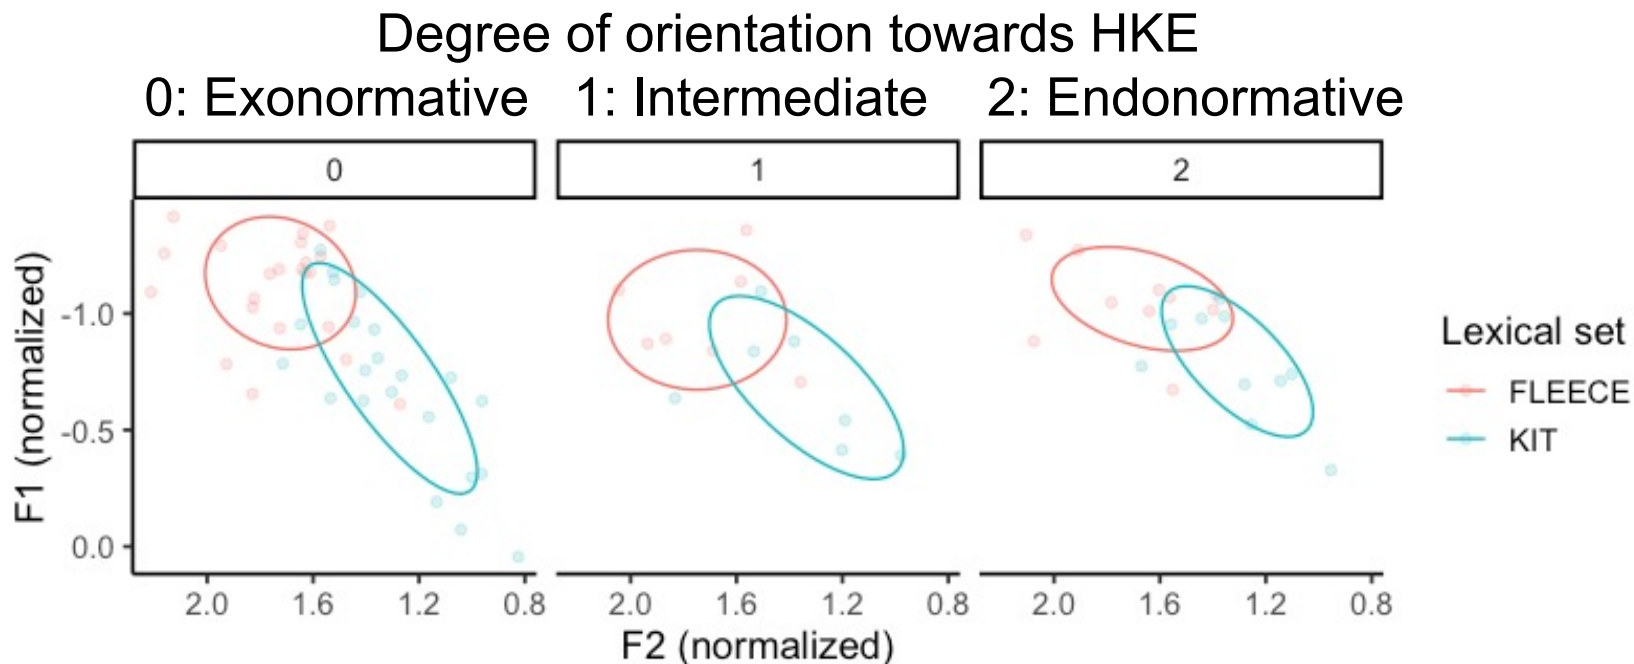 Degree of orientation towards HKE
0: Exonormative 1: Intermediate 2: Endonormative
0 1 2
F1 (normalized)
-1.0
-0.5
0.0
2.0 1.6 1.2 0.8 2.0 1.6 1.2 0.8 2.0 1.6 1.2 0.8
F2 (normalized)
Lexical set
FLEECE
KIT